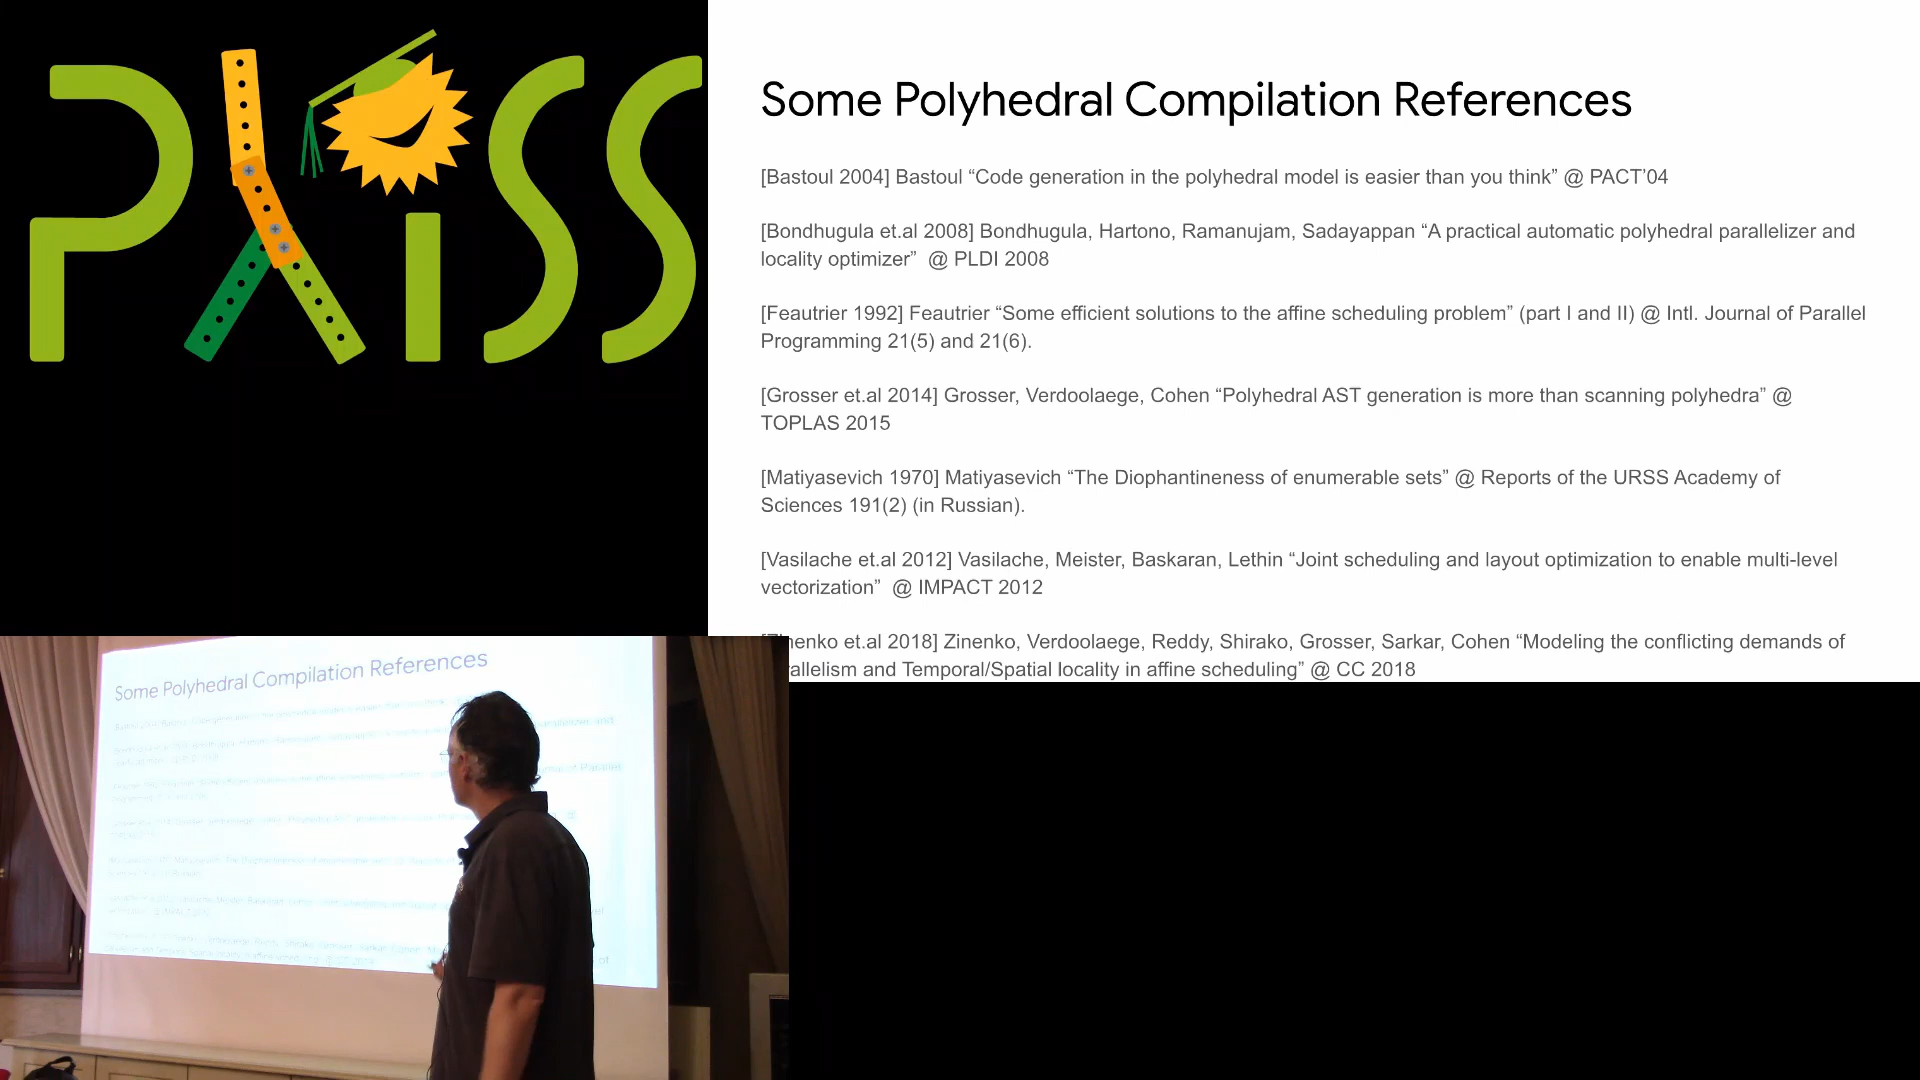 PLISS
Some Polyhedral Compilation References
[Bastoul 2004] Bastoul “Code generation in the polyhedral model is easier than you think” @ PACT’04
[Bondhugula et.al 2008] Bondhugula, Hartono, Ramanujam, Sadayappan “A practical automatic polyhedral parallelizer and
locality optimizer” @ PLDI 2008
[Feautrier 1992] Feautrier “Some efficient solutions to the affine scheduling problem” (part I and II) @ Intl. Journal of Parallel
Programming 21(5) and 21(6).
[Grosser et.al 2014] Grosser, Verdoolaege, Cohen “Polyhedral AST generation is more than scanning polyhedra” @
TOPLAS 2015
[Matiyasevich 1970] Matiyasevich “The Diophantineness of enumerable sets” @ Reports of the URSS Academy of
Sciences 191(2) (in Russian).
[Vasilache et.al 2012] Vasilache, Meister, Baskaran, Lethin “Joint scheduling and layout optimization to enable multi-level
vectorization” @ IMPACT 2012
[Zinenko et.al 2018] Zinenko, Verdoolaege, Reddy, Shirako, Grosser, Sarkar, Cohen “Modeling the conflicting demands of
rallelism and Temporal/Spatial locality in affine scheduling” @ CC 2018
Some Polyhedral Compilation References